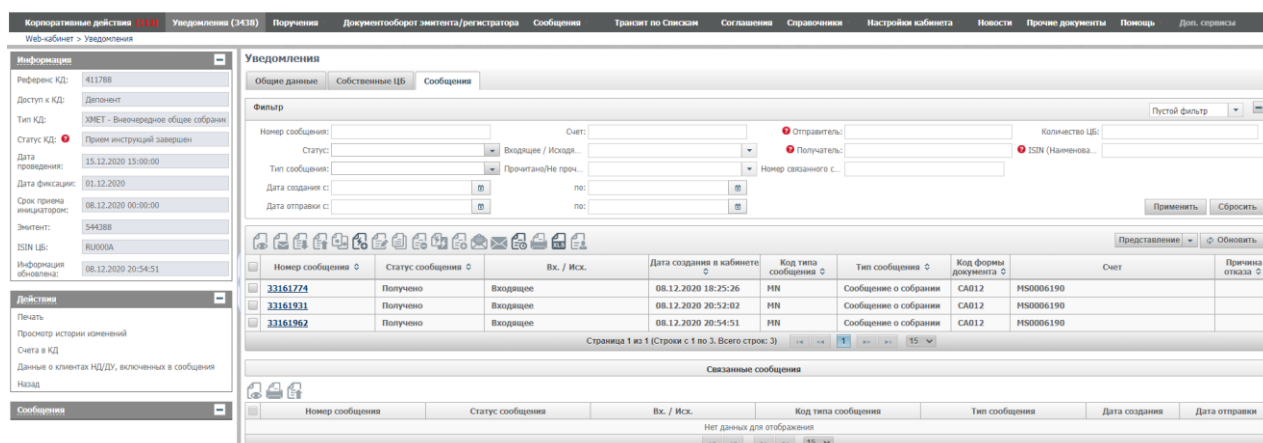 Корпоративные действия (313) Уведомления (3438) Поручения Документооборот эмитента/регистратора Сообщения Транзит по Спискам Соглашения Справочники Настройки кабинета Новости Прочие документы Помощь Доп. сервисы
Web-кабинет > Уведомления
Информация
Референс КД: 411788
Доступ к КД: Депонент
Тип КД: XMET - Внеочередное общее собрани
Статус КД: Прием инструкций завершен
Дата проведения: 15.12.2020 15:00:00
Дата фиксации: 01.12.2020
Срок приема инициатором: 08.12.2020 00:00:00
Эмитент: 544388
ISIN ЦБ: RU000A
Информация обновлена: 08.12.2020 20:54:51
Действия
Печать
Просмотр истории изменений
Счета в КД
Данные о клиентах НД/ДУ, включенных в сообщения
Назад
Сообщения
Уведомления
Общие данные Собственные ЦБ Сообщения
Фильтр Пустой фильтр
Номер сообщения: Счет: Отправитель: Количество ЦБ:
Статус: Входящее / Исходя... Получатель: ISIN (Наименова...
Тип сообщения: Прочитано/Не проч... Номер связанного с...
Дата создания с: по:
Дата отправки с: по: Применить Сбросить
Представление Обновить
Номер сообщения Статус сообщения Вх. / Исх. Дата создания в кабинете Код типа сообщения Тип сообщения Код формы документа Счет Причина отказа
33161774 Получено Входящее 08.12.2020 18:25:26 MN Сообщение о собрании CA012 MS0006190
33161931 Получено Входящее 08.12.2020 20:52:02 MN Сообщение о собрании CA012 MS0006190
33161962 Получено Входящее 08.12.2020 20:54:51 MN Сообщение о собрании CA012 MS0006190
Страница 1 из 1 (Строки с 1 по 3. Всего строк: 3) 1 15
Связанные сообщения
Номер сообщения Статус сообщения Вх. / Исх. Код типа сообщения Тип сообщения Дата создания Дата отправки
Нет данных для отображения
15